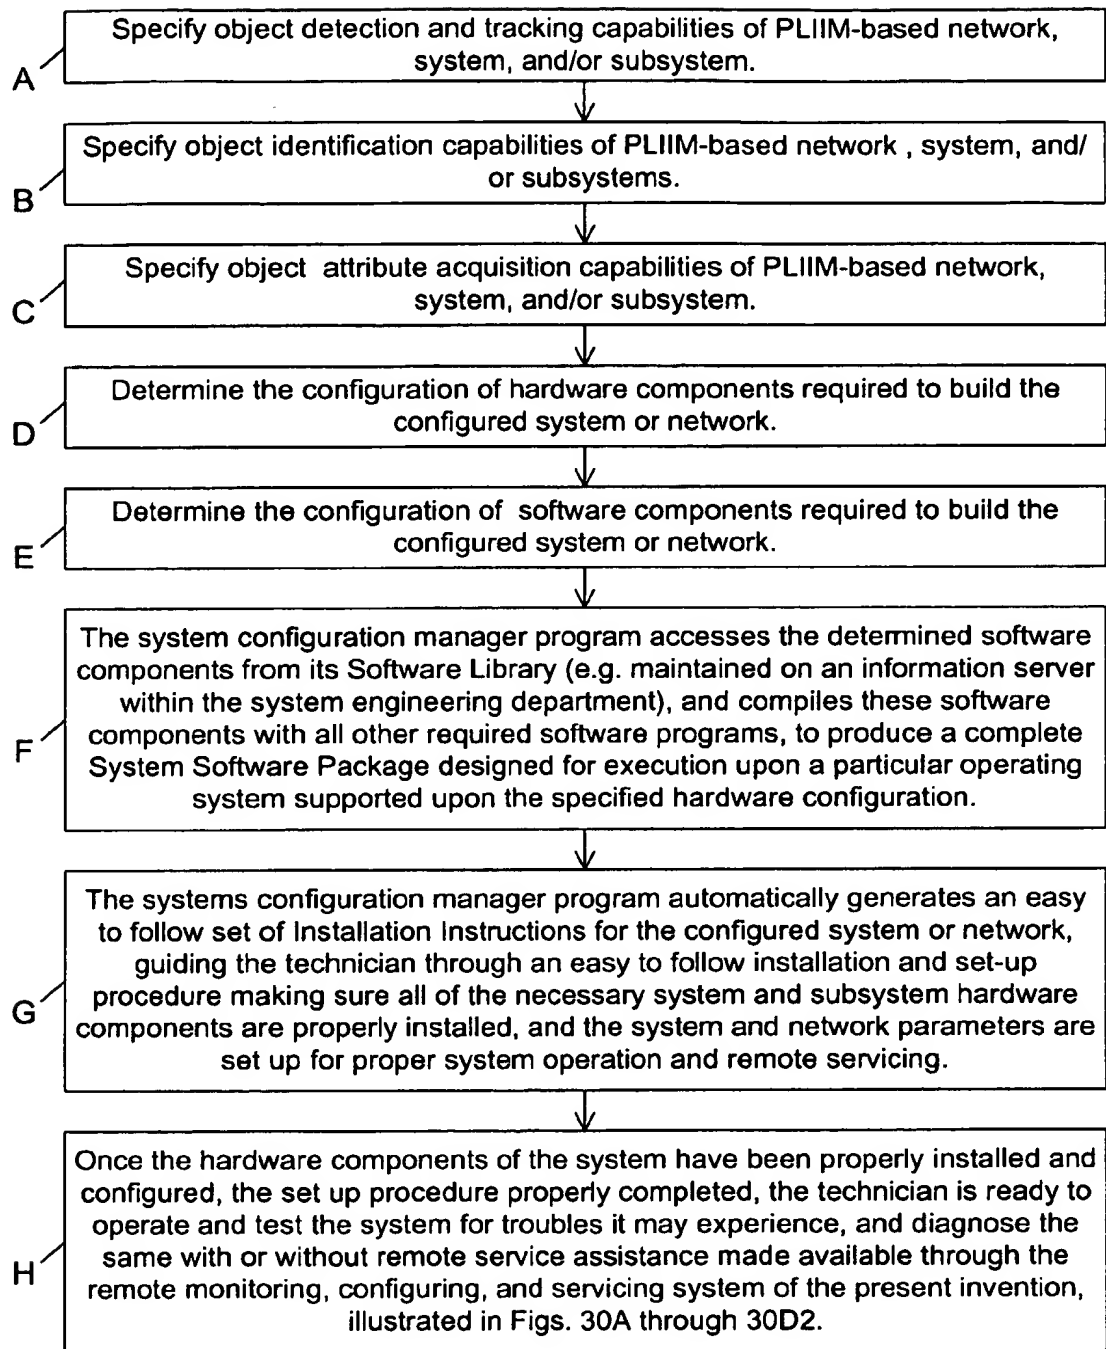 Specify object detection and tracking capabilities of PLIIM-based network,
system, and/or subsystem.
A
Specify object identification capabilities of PLIIM-based network , system, and/
or subsystems.
B
Specify object attribute acquisition capabilities of PLIIM-based network,
system, and/or subsystem.
C
Determine the configuration of hardware components required to build the
configured system or network.
D
Determine the configuration of software components required to build the
configured system or network.
E
The system configuration manager program accesses the determined software
components from its Software Library (e.g. maintained on an information server
within the system engineering department), and compiles these software
components with all other required software programs, to produce a complete
System Software Package designed for execution upon a particular operating
system supported upon the specified hardware configuration.
F
The systems configuration manager program automatically generates an easy
to follow set of Installation Instructions for the configured system or network,
guiding the technician through an easy to follow installation and set-up
procedure making sure all of the necessary system and subsystem hardware
components are properly installed, and the system and network parameters are
set up for proper system operation and remote servicing.
G
Once the hardware components of the system have been properly installed and
configured, the set up procedure properly completed, the technician is ready to
operate and test the system for troubles it may experience, and diagnose the
same with or without remote service assistance made available through the
remote monitoring, configuring, and servicing system of the present invention,
illustrated in Figs. 30A through 30D2.
H